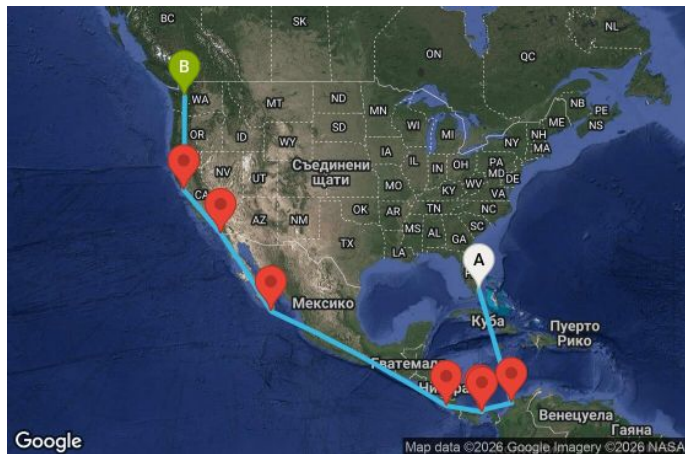 BC
SK
NL
ON
QC
B
WA
MT
ND
MN
NB
PE
NS
ME
OR
ID
SD
WI
MI
NH
MA
NY
WY
IA
NV
UT
Съединени
щати
IL
IN
OH
PA
MD
DE
CA
MO
KY
WV
VA
AZ
NM
OK
AR
TN
NC
SC
MS
AL
GA
TX
LA
A
Мексико
Куба
Пуерто
Рико
Гватемала
Венецуела
Гаяна
Google
Map data ©2026 Google Imagery ©2026 NASA